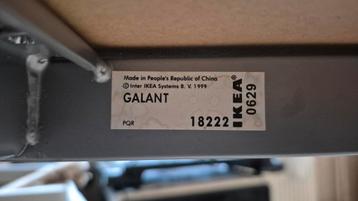 Made in People's Republic of China
© Inter IKEA Systems B. V. 1999
GALANT
PQR
18222
IKEA
0629